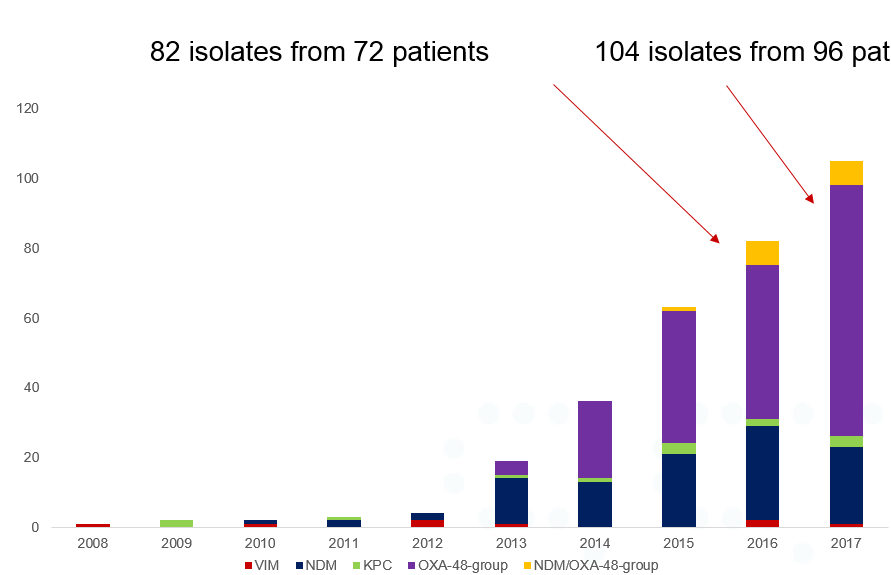 82 isolates from 72 patients
104 isolates from 96 pat
120
100
80
60
40
20
0
2008 2009 2010 2011 2012 2013 2014 2015 2016 2017
VIM NDM KPC OXA-48-group NDM/OXA-48-group